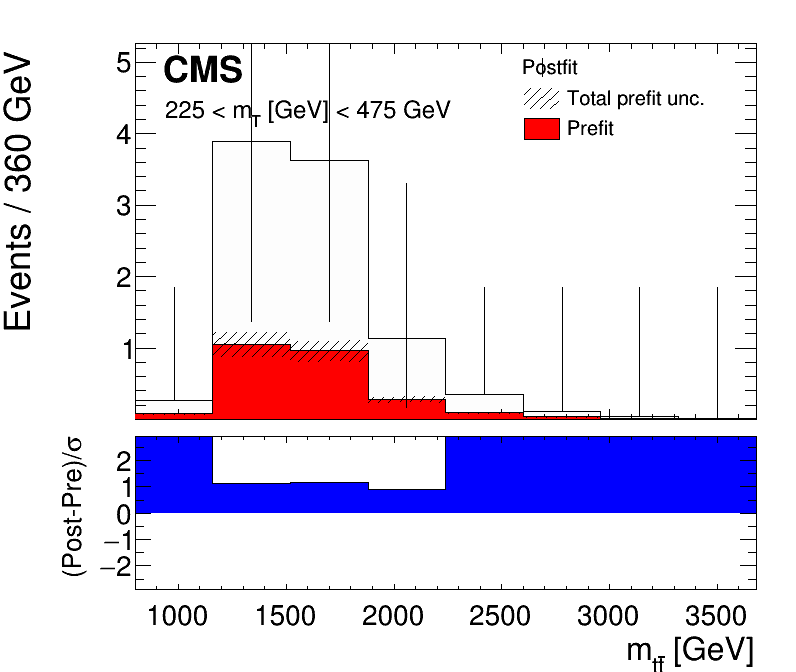 CMS
225 < m_T [GeV] < 475 GeV
Postfit
Total prefit unc.
Prefit
Events / 360 GeV
5
4
3
2
1
(Post-Pre)/σ
2
1
0
−1
−2
1000 1500 2000 2500 3000 3500
m_tt̄ [GeV]